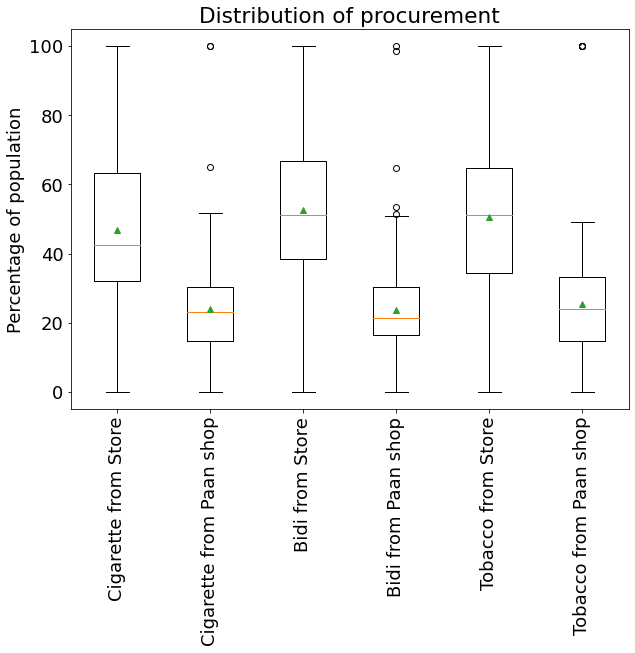 Distribution of procurement
Percentage of population
100
80
60
40
20
0
Cigarette from Store
Cigarette from Paan shop
Bidi from Store
Bidi from Paan shop
Tobacco from Store
Tobacco from Paan shop